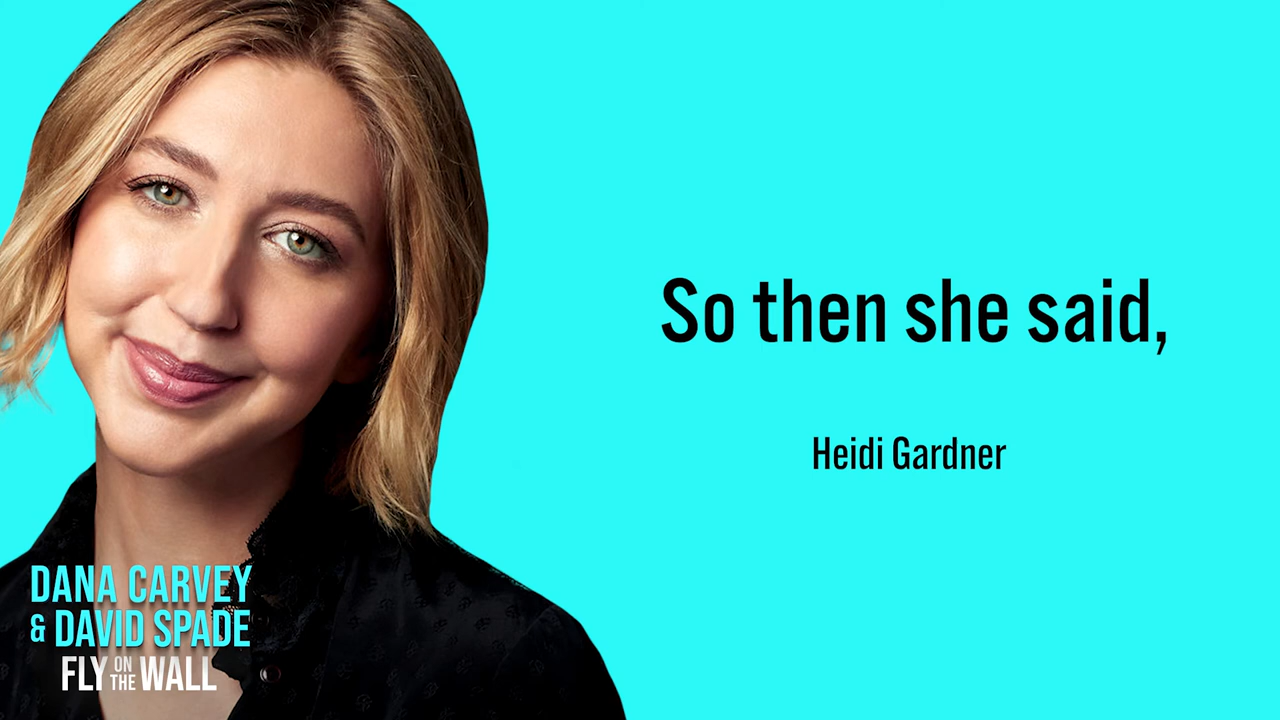 So then she said,
Heidi Gardner
DANA CARVEY
& DAVID SPADE
FLY ON THE WALL